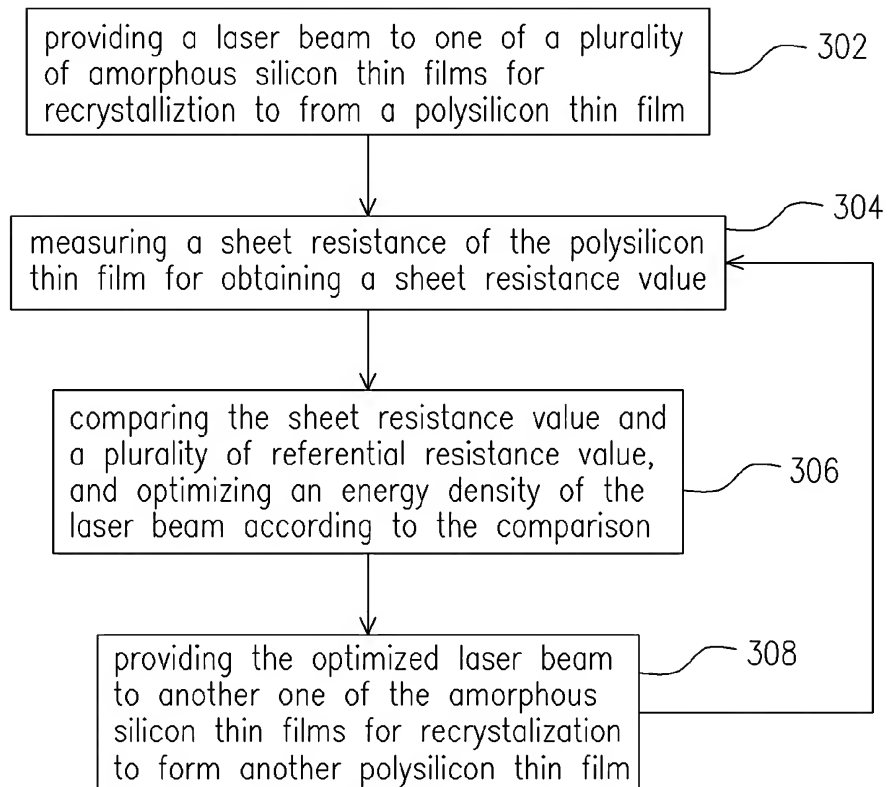 providing a laser beam to one of a plurality
of amorphous silicon thin films for
recrystalliztion to from a polysilicon thin film
302
measuring a sheet resistance of the polysilicon
thin film for obtaining a sheet resistance value
304
comparing the sheet resistance value and
a plurality of referential resistance value,
and optimizing an energy density of the
laser beam according to the comparison
306
providing the optimized laser beam
to another one of the amorphous
silicon thin films for recrystalization
to form another polysilicon thin film
308